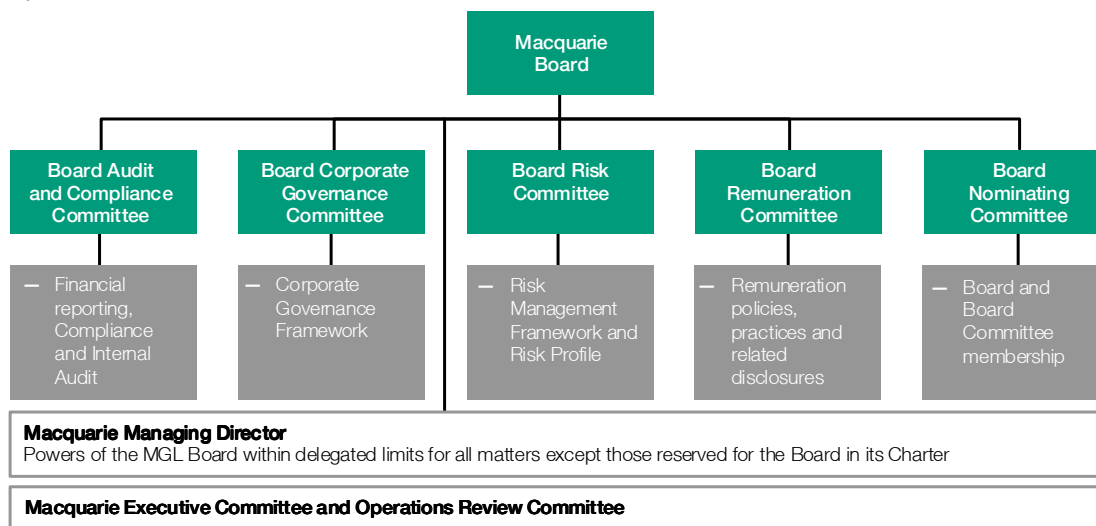 Macquarie
Board
Board Audit
and Compliance
Committee
Board Corporate
Governance
Committee
Board Risk
Committee
Board
Remuneration
Committee
Board
Nominating
Committee
– Financial
reporting,
Compliance
and Internal
Audit
– Corporate
Governance
Framework
– Risk
Management
Framework and
Risk Profile
– Remuneration
policies,
practices and
related
disclosures
– Board and
Board
Committee
membership
Macquarie Managing Director
Powers of the MGL Board within delegated limits for all matters except those reserved for the Board in its Charter
Macquarie Executive Committee and Operations Review Committee